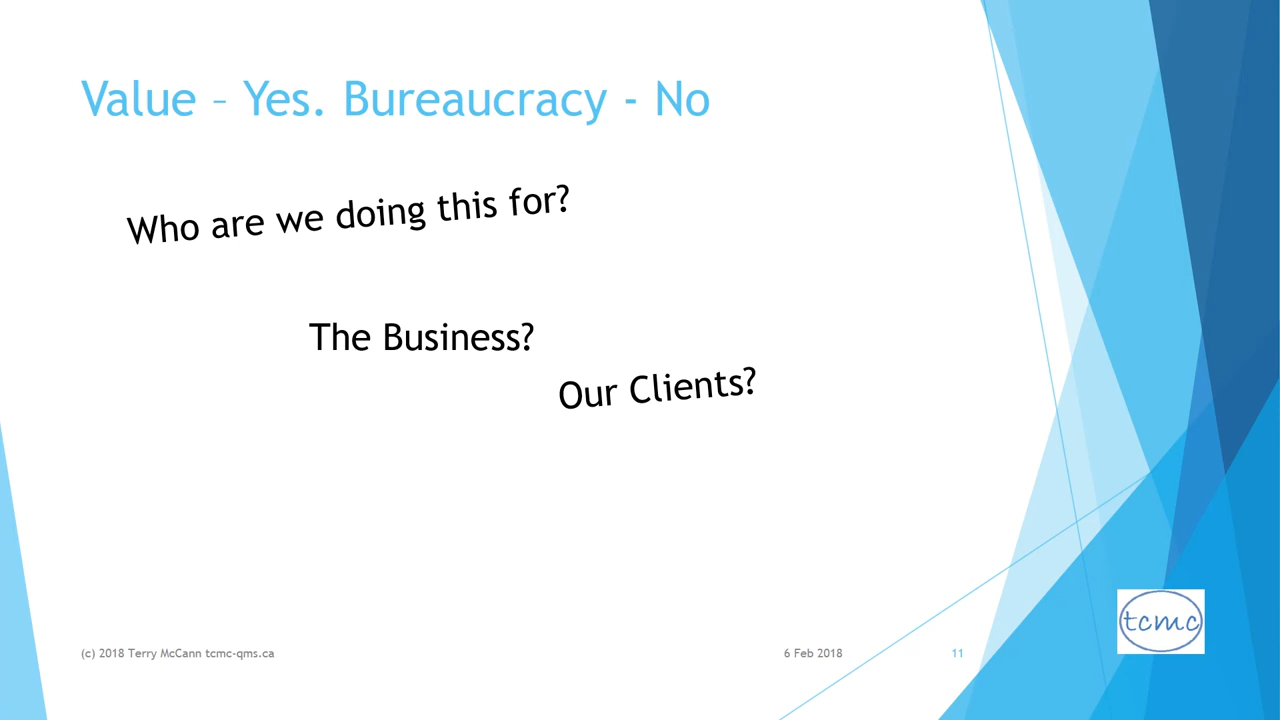 Value – Yes. Bureaucracy - No
Who are we doing this for?
The Business?
Our Clients?
tcmc
(c) 2018 Terry McCann tcmc-qms.ca
6 Feb 2018
11